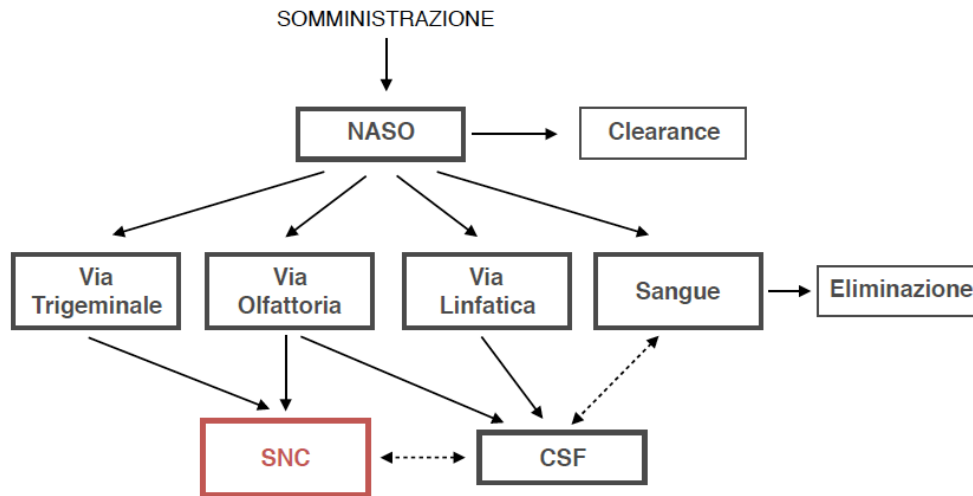 SOMMINISTRAZIONE
NASO
Clearance
Via
Trigeminale
Via
Olfattoria
Via
Linfatica
Sangue
Eliminazione
SNC
CSF